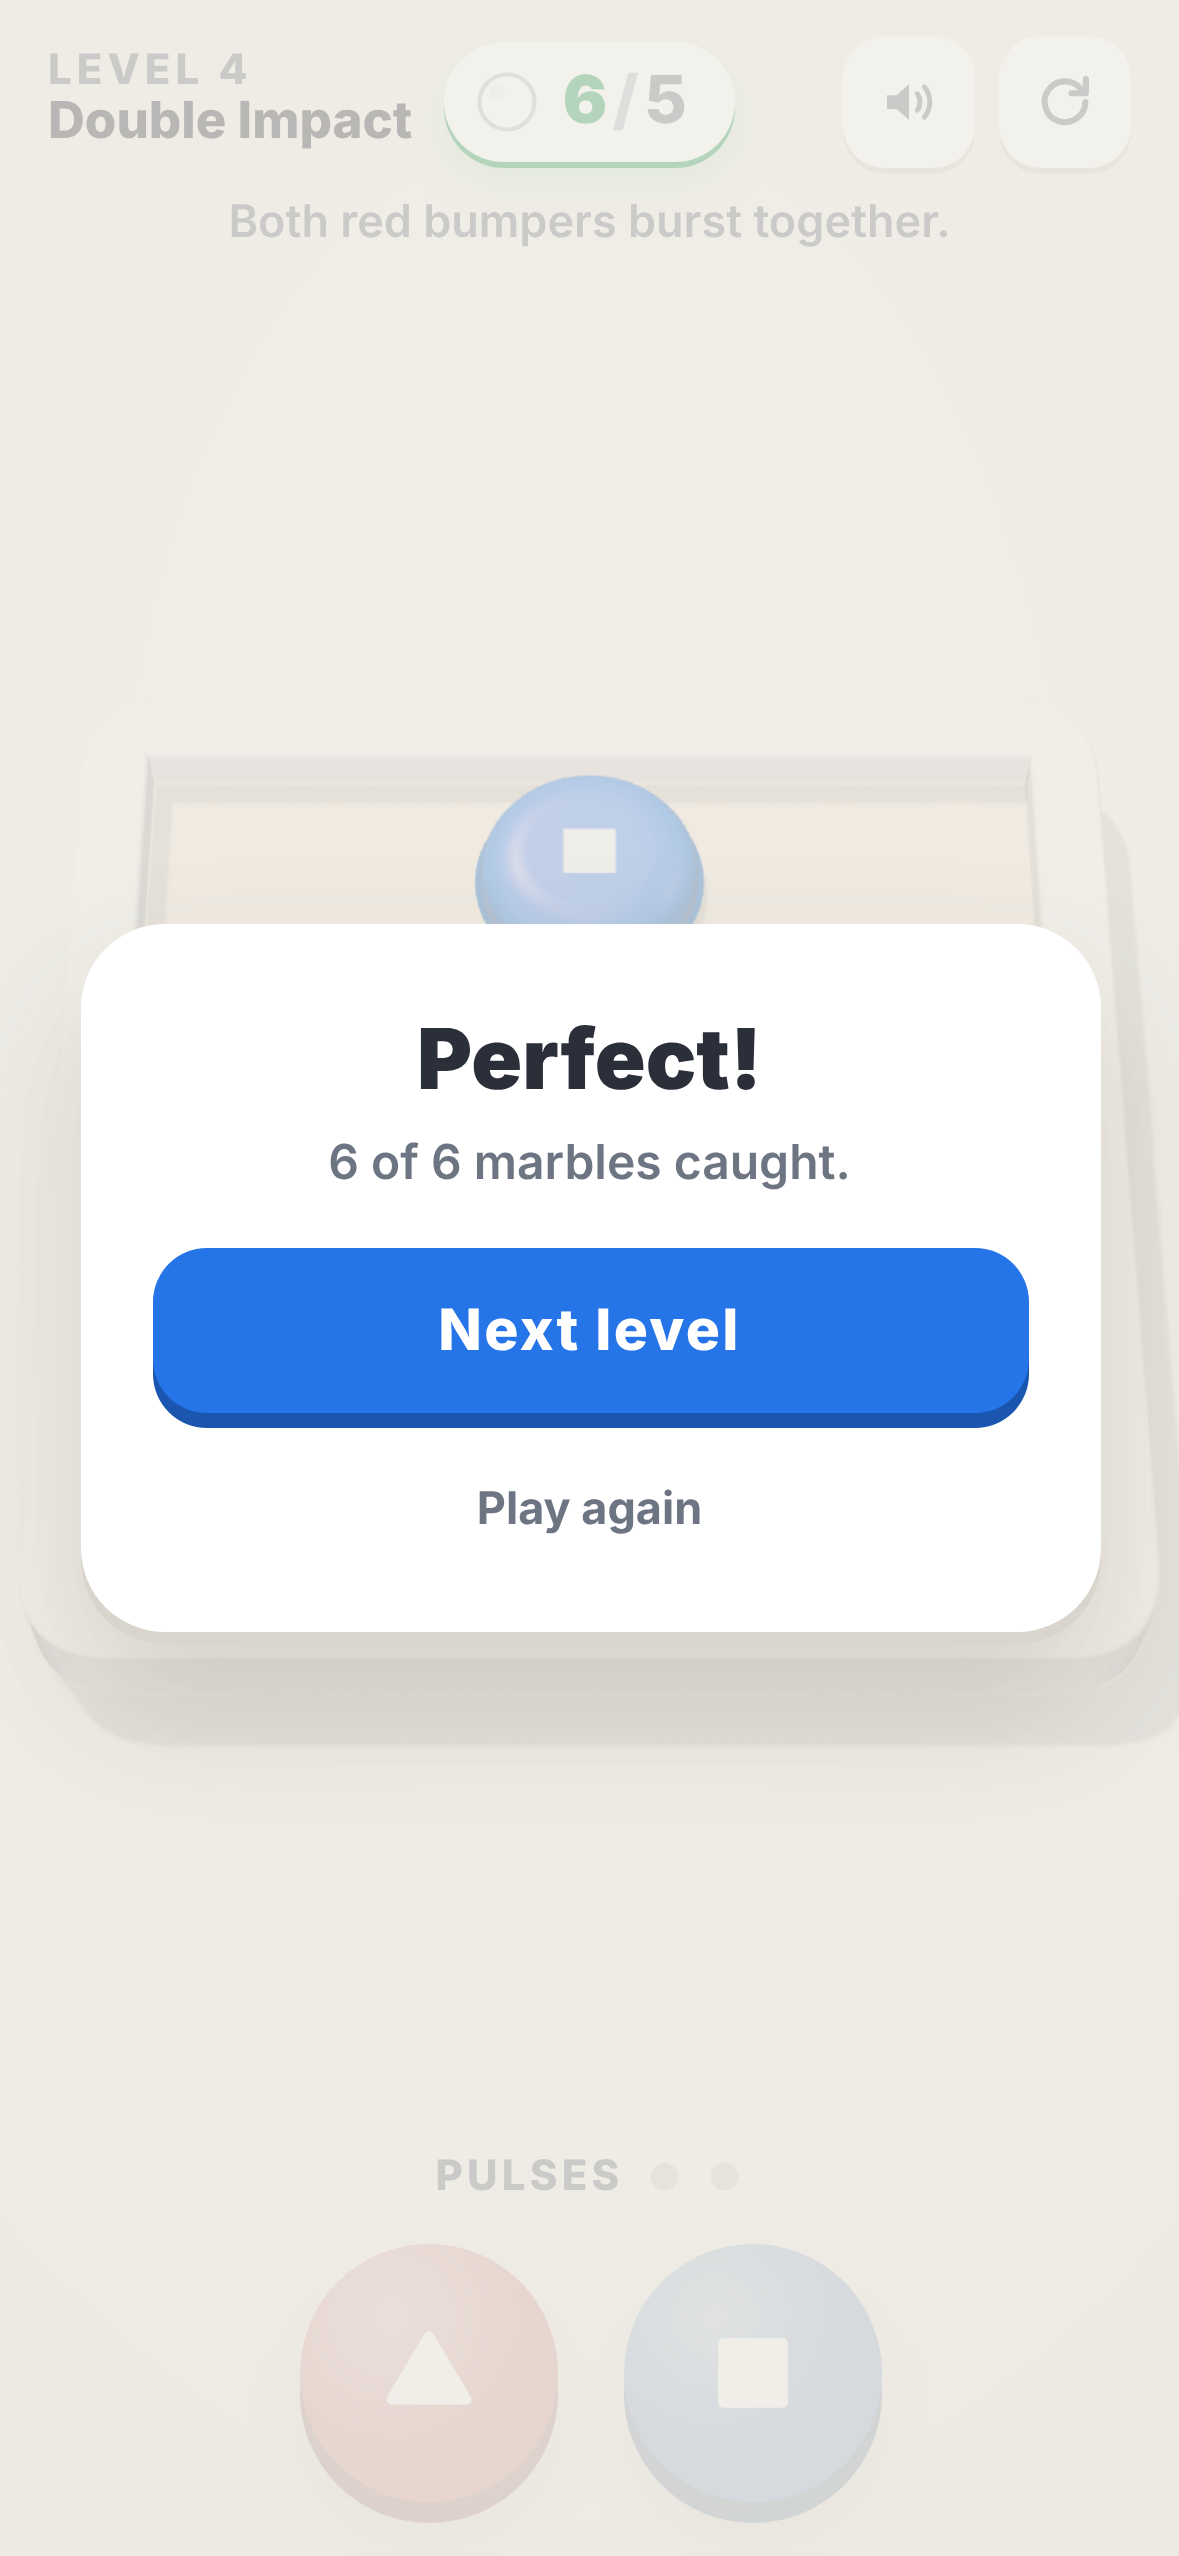 LEVEL 4
Double Impact
6/5
Both red bumpers burst together.
Perfect!
6 of 6 marbles caught.
Next level
Play again
PULSES